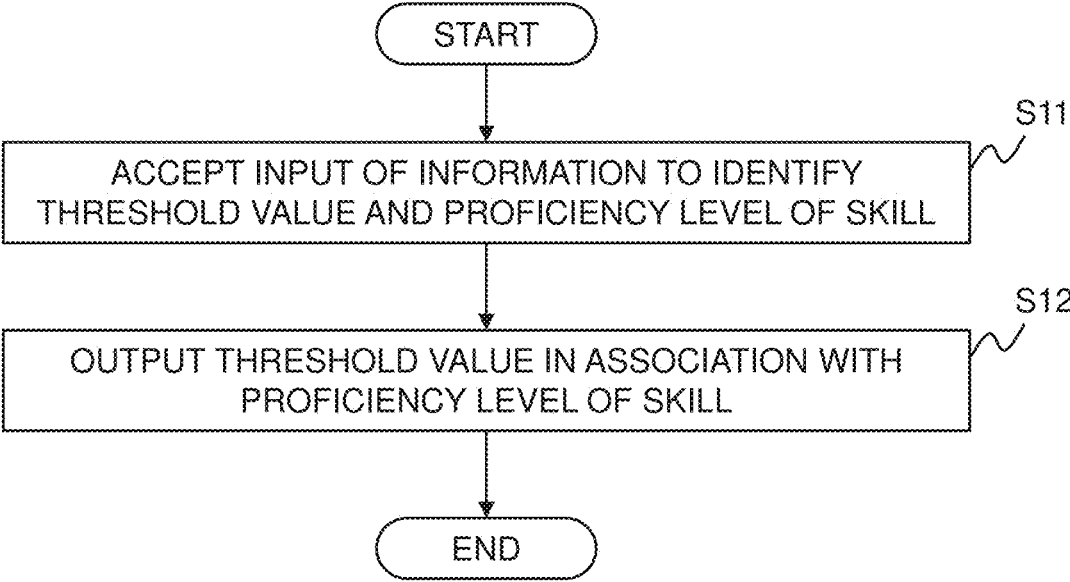 START
S11
ACCEPT INPUT OF INFORMATION TO IDENTIFY
THRESHOLD VALUE AND PROFICIENCY LEVEL OF SKILL
S12
OUTPUT THRESHOLD VALUE IN ASSOCIATION WITH
PROFICIENCY LEVEL OF SKILL
END